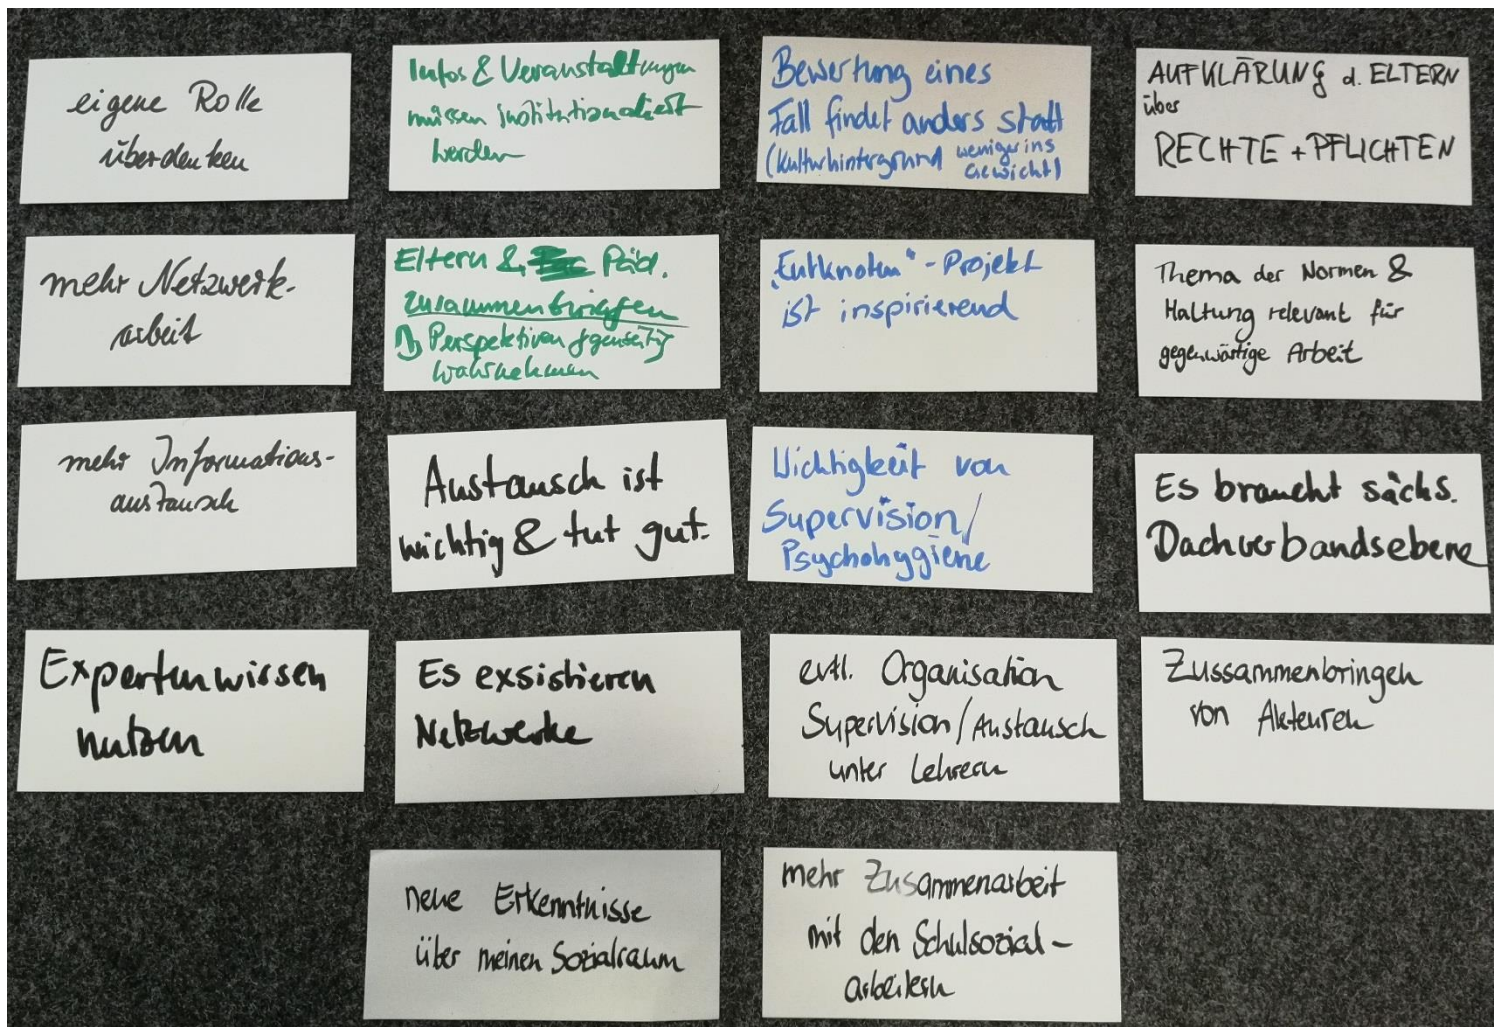 eigene Rolle
überdenken
Infos & Veranstaltungen
müssen institutionalisiert
werden
Bewertung eines
Fall findet anders statt
(Kulturhintergrund weniger ins
Gewicht)
AUFKLÄRUNG d. ELTERN
über
RECHTE + PFLICHTEN
mehr Netzwerk-
arbeit
Eltern & Päd.
zusammenbringen
Perspektiven gegenseitig
wahrnehmen
"Entknoten"-Projekt
ist inspirierend
Thema der Normen &
Haltung relevant für
gegenwärtige Arbeit
mehr Informations-
austausch
Austausch ist
wichtig & tut gut.
Wichtigkeit von
Supervision/
Psychohygiene
Es braucht sächs.
Dachverbandsebene
Expertenwissen
nutzen
Es exsistieren
Netzwerke
evtl. Organisation
Supervision/Austausch
unter Lehrern
Zussammenbringen
von Akteuren
neue Erkenntnisse
über meinen Sozialraum
mehr Zusammenarbeit
mit den Schulsozial-
arbeitern